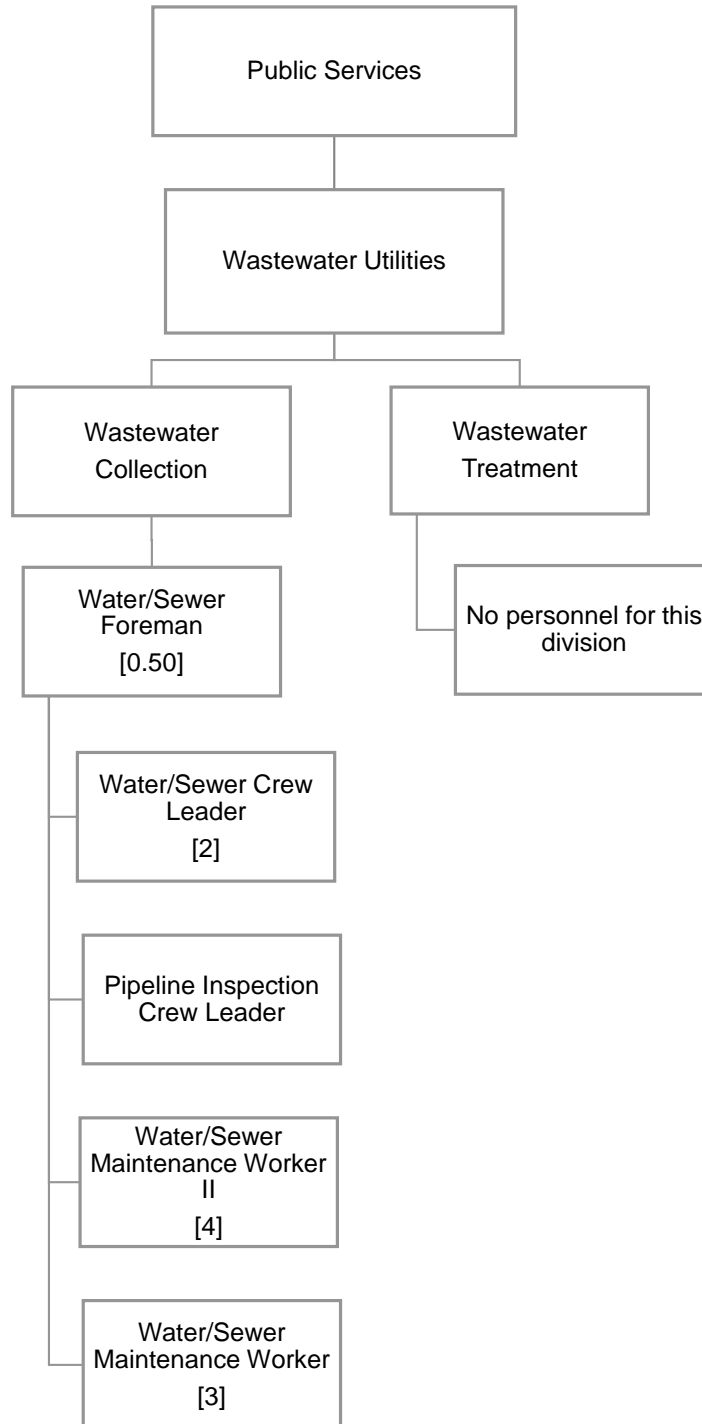 Public Services
Wastewater Utilities
Wastewater
Collection
Wastewater
Treatment
Water/Sewer
Foreman
[0.50]
No personnel for this
division
Water/Sewer Crew
Leader
[2]
Pipeline Inspection
Crew Leader
Water/Sewer
Maintenance Worker
II
[4]
Water/Sewer
Maintenance Worker
[3]